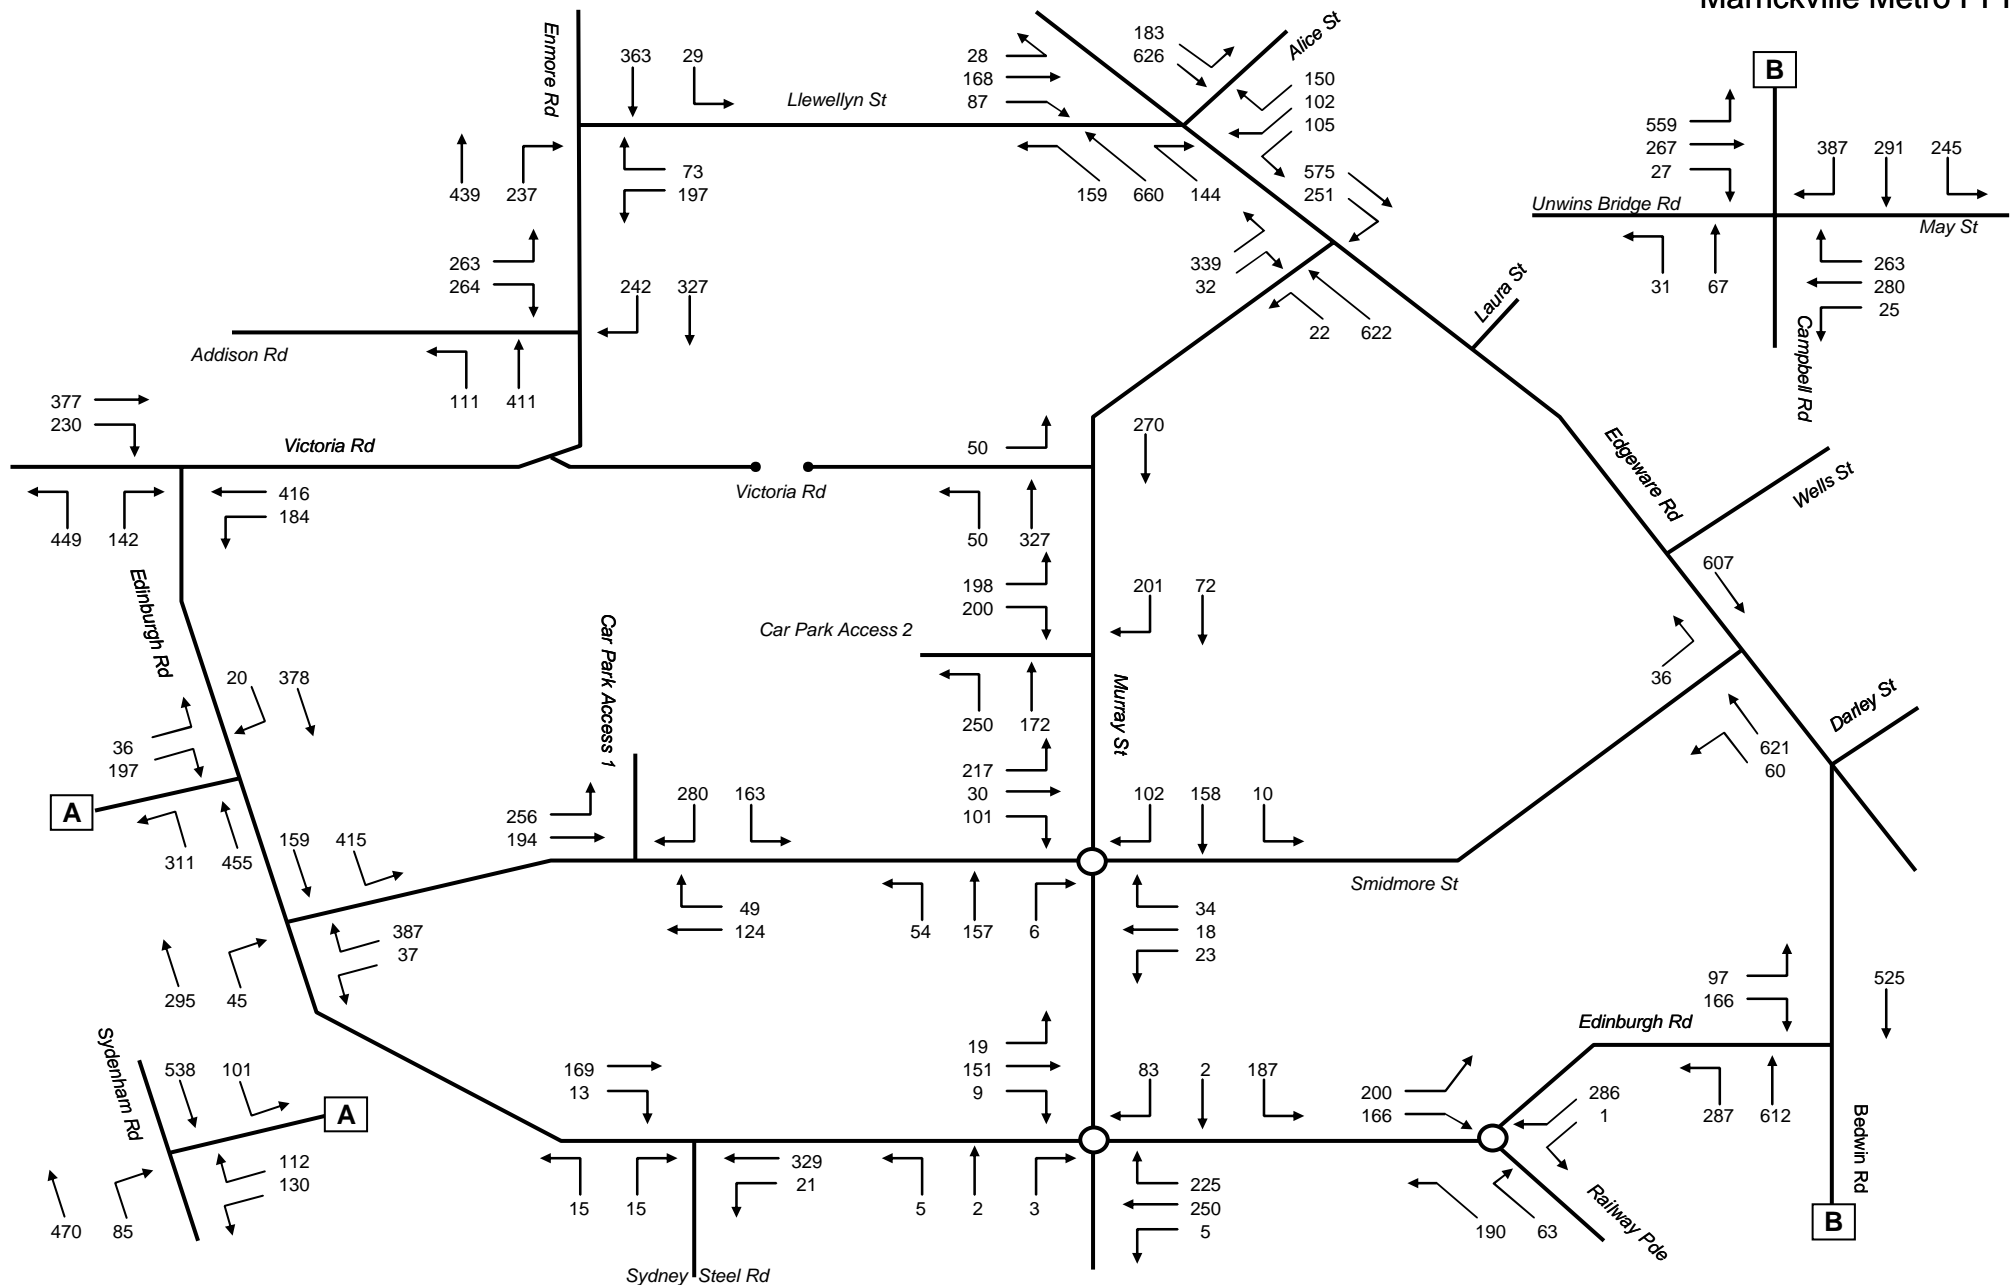 Marrickville Metro
Enmore Rd
363 29
Llewellyn St
28
168
87
183
626
Alice St
150
102
105
B
559
267
27
387 291 245
Unwins Bridge Rd
May St
31 67
263
280
25
Campbell Rd
439 237
73
197
159 660 144
575
251
263
264
242 327
339
32
22 622
Laura St
Addison Rd
111 411
377
230
Victoria Rd
449 142
416
184
50
270
Victoria Rd
50 327
Edgeware Rd
Wells St
607
Edinburgh Rd
Car Park Access 1
198
200
201 72
Car Park Access 2
250 172
Murray St
36
621
60
Darley St
20 378
36
197
A
311 455
159 415
256
194
280 163
217
30
101
102 158 10
Smidmore St
49
124
54 157 6
34
18
23
387
37
295 45
Sydenham Rd
538 101
A
112
130
470 85
169
13
19
151
9
83 2 187
200
166
286
1
97
166
525
Edinburgh Rd
287 612
Bedwin Rd
B
15 15
329
21
5 2 3
225
250
5
190 63
Railway Pde
Sydney Steel Rd